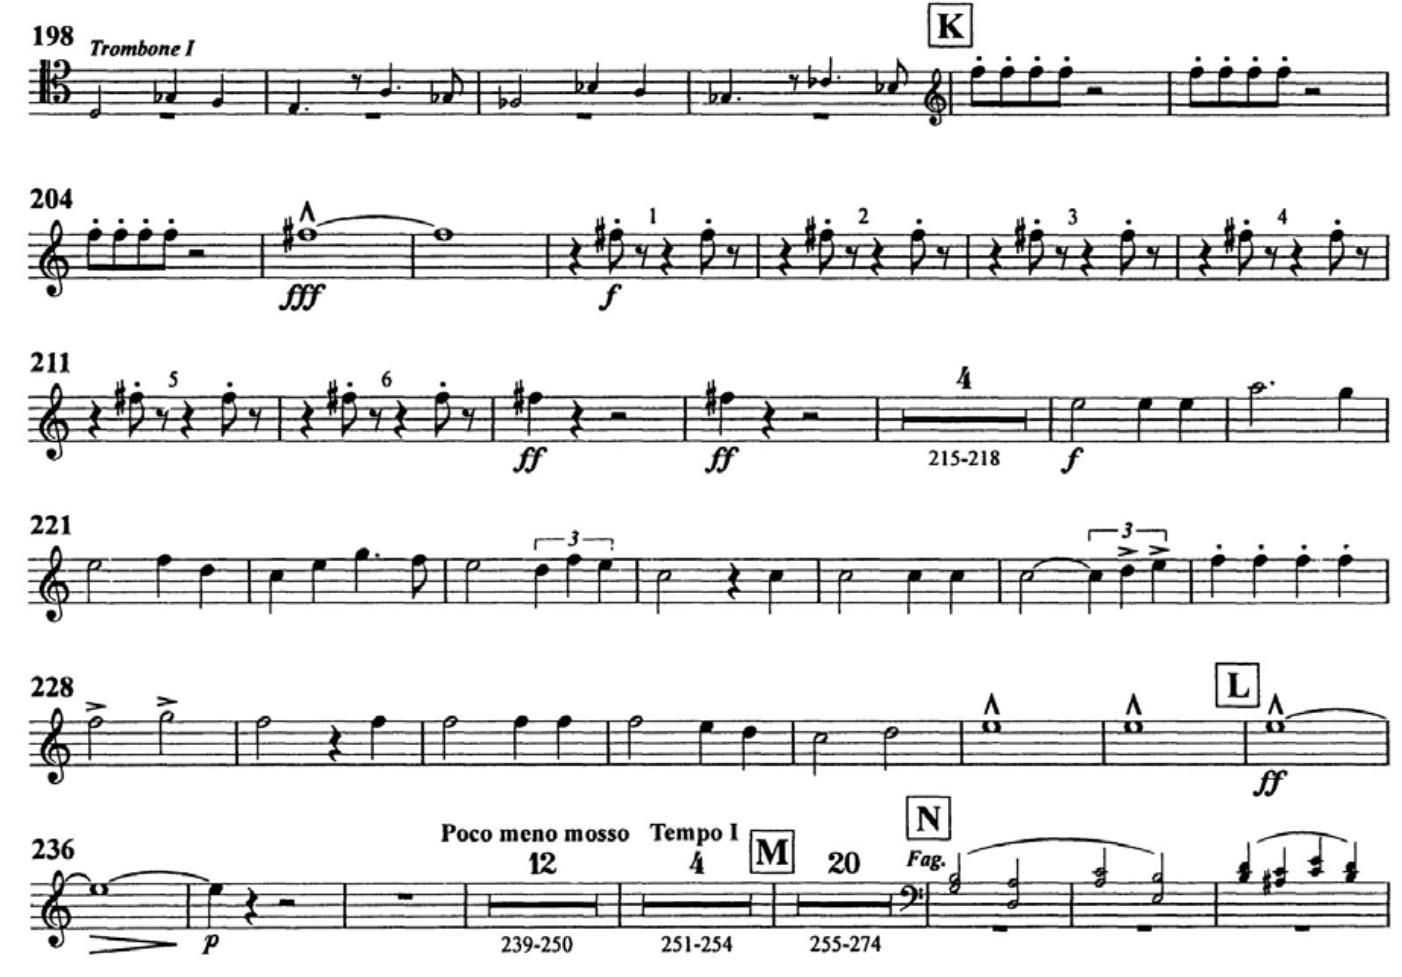 K
198 Trombone I
204
1 2 3 4
fff f
211
5 6 4
ff ff 215-218 f
221
3 3
228
L
ff
N
Poco meno mosso Tempo I M
236 12 4 20 Fag.
p 239-250 251-254 255-274